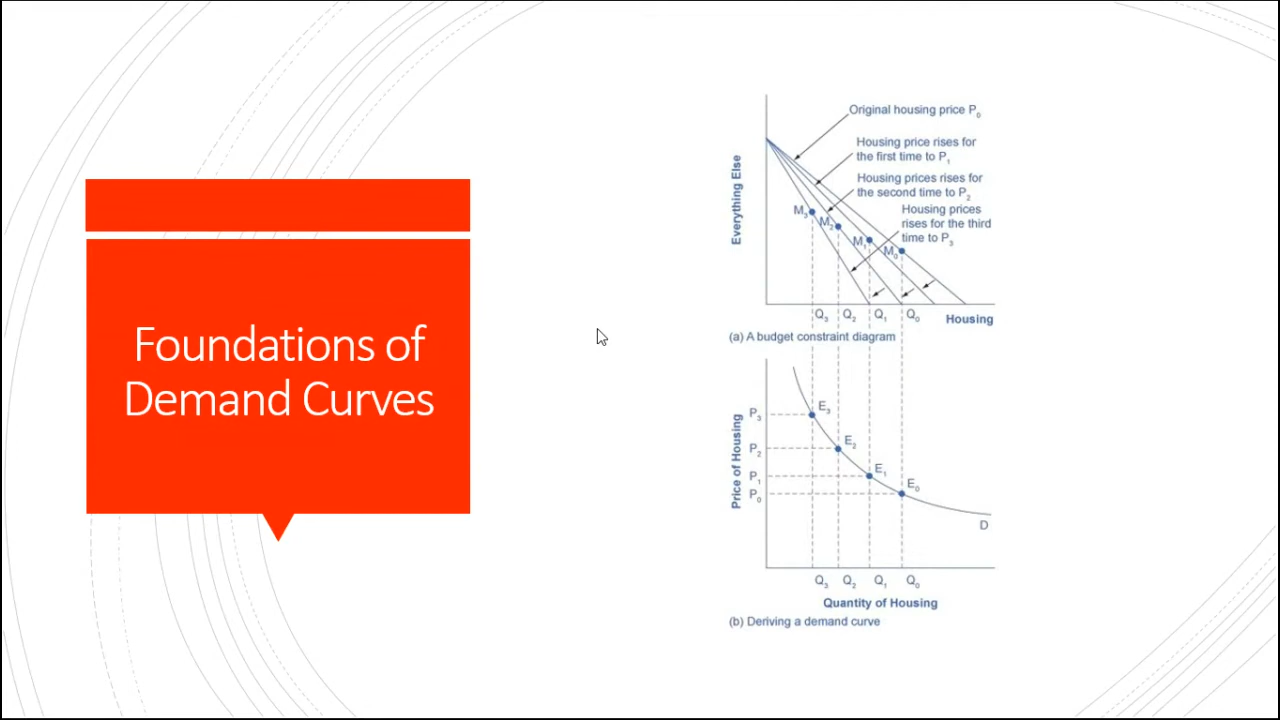 Foundations of
Demand Curves
Original housing price P₀
Housing price rises for
the first time to P₁
Housing prices rises for
the second time to P₂
Housing prices
rises for the third
time to P₃
Everything Else
M₃
M₂
M₁
M₀
Q₃ Q₂ Q₁ Q₀
Housing
(a) A budget constraint diagram
Price of Housing
P₃
P₂
P₁
P₀
E₃
E₂
E₁
E₀
D
Q₃ Q₂ Q₁ Q₀
Quantity of Housing
(b) Deriving a demand curve